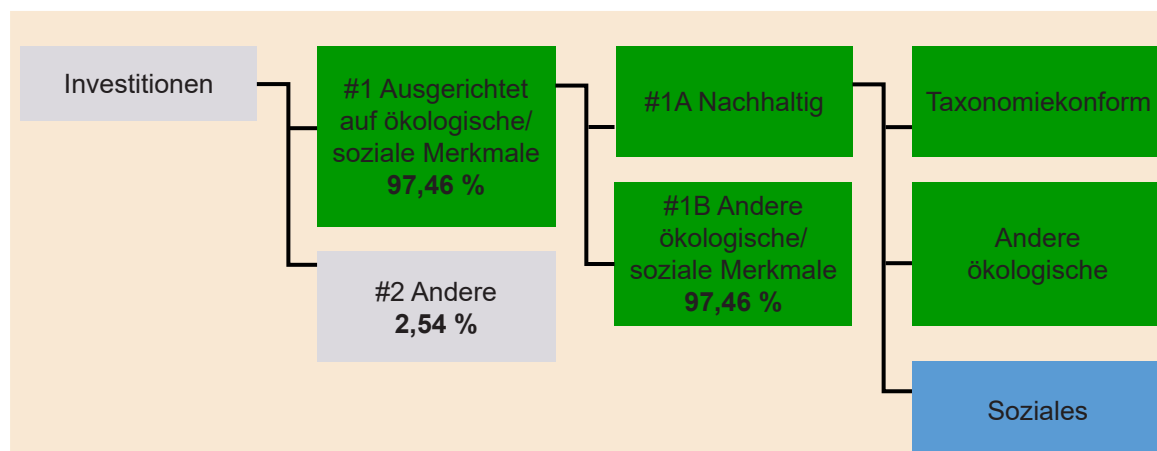 Investitionen
#1 Ausgerichtet
auf ökologische/
soziale Merkmale
97,46 %
#2 Andere
2,54 %
#1A Nachhaltig
#1B Andere
ökologische/
soziale Merkmale
97,46 %
Taxonomiekonform
Andere
ökologische
Soziales